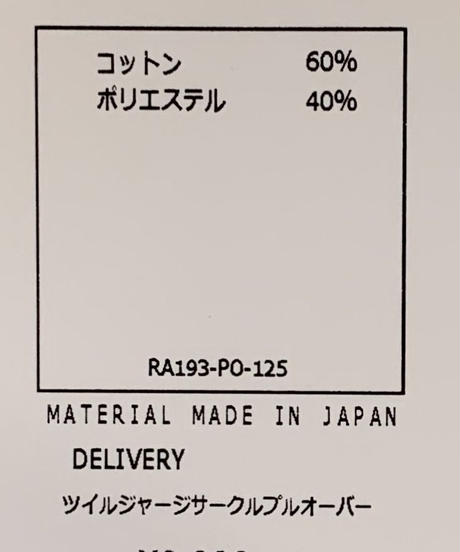 コットン 60%
ポリエステル 40%
RA193-PO-125
MATERIAL MADE IN JAPAN
DELIVERY
ツイルジャージサークルプルオーバー